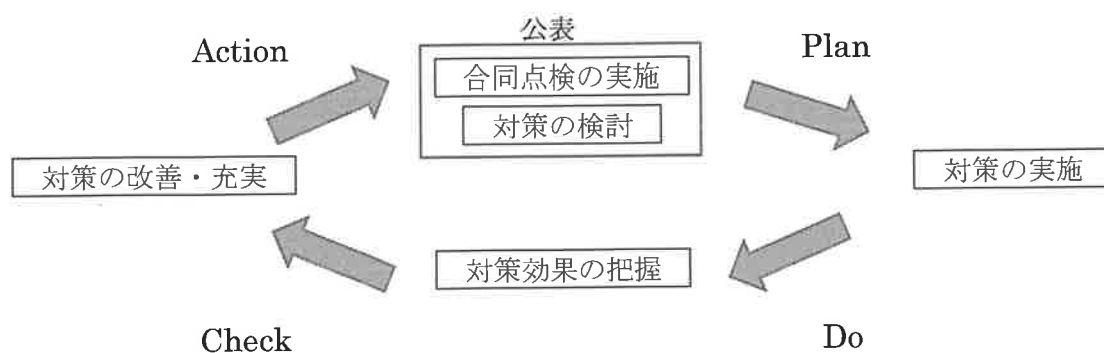 公表
Action
Plan
合同点検の実施
対策の検討
対策の改善・充実
対策の実施
対策効果の把握
Check
Do